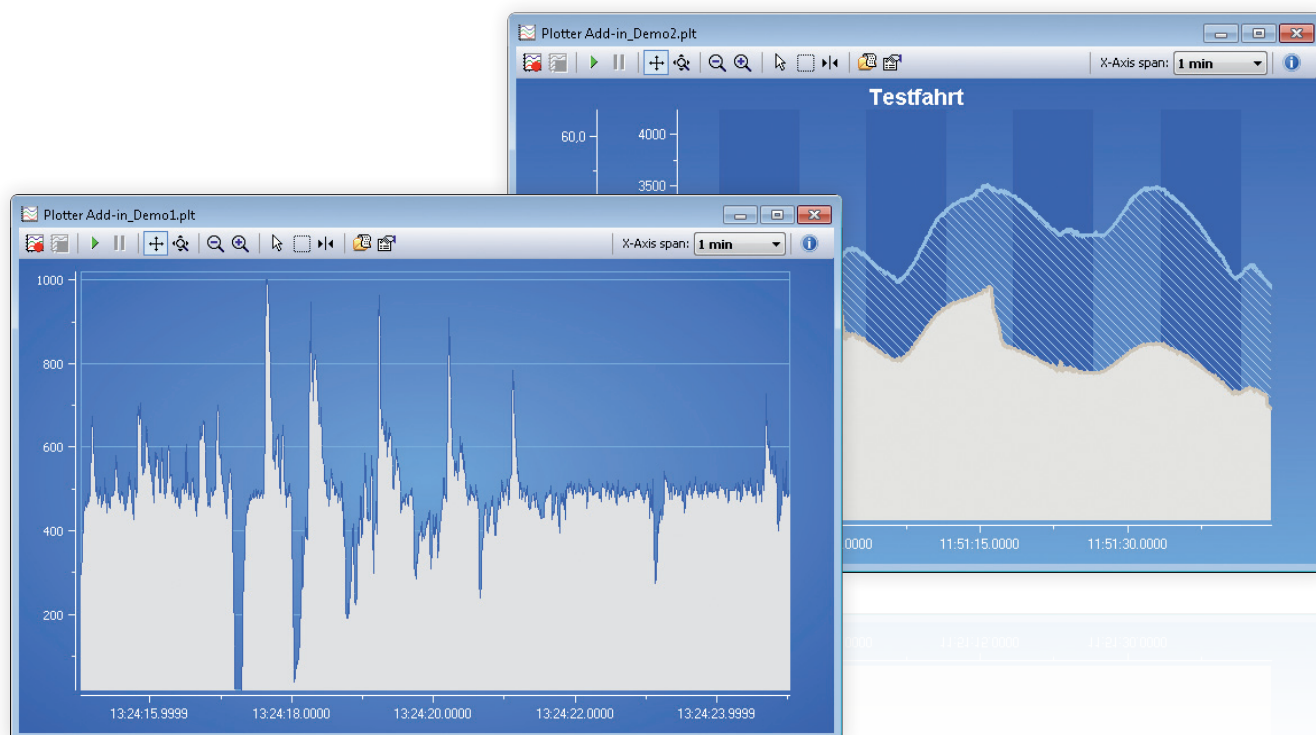 Plotter Add-in_Demo2.plt
X-Axis span: 1 min
Testfahrt
60,0 4000
3500
.0000 11:51:15.0000 11:51:30.0000
Plotter Add-in_Demo1.plt
X-Axis span: 1 min
1000
800
600
400
200
13:24:15.9999 13:24:18.0000 13:24:20.0000 13:24:22.0000 13:24:23.9999